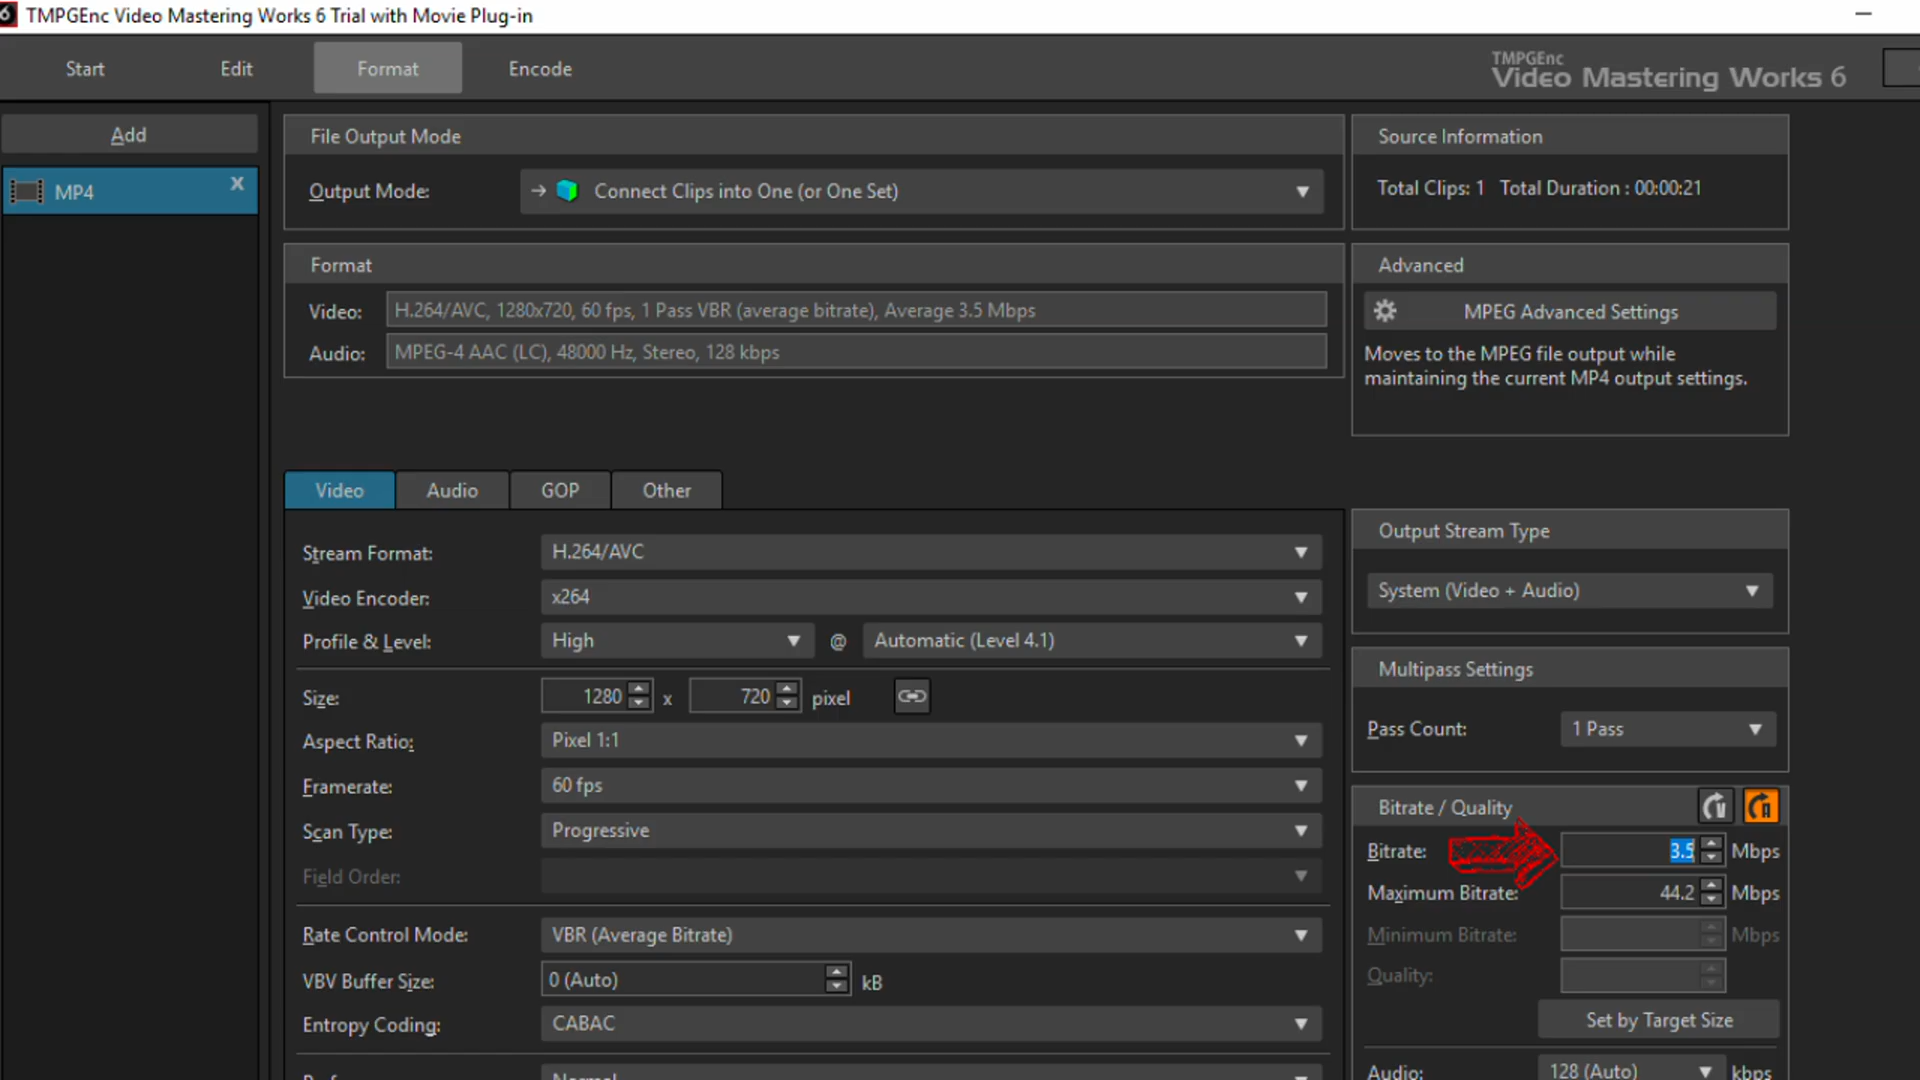 TMPGEnc Video Mastering Works 6 Trial with Movie Plug-in
Start
Edit
Format
Encode
TMPGEnc
Video Mastering Works 6
Add
MP4
X
File Output Mode
Output Mode:
Connect Clips into One (or One Set)
Source Information
Total Clips: 1 Total Duration : 00:00:21
Format
Video:
H.264/AVC, 1280x720, 60 fps, 1 Pass VBR (average bitrate), Average 3.5 Mbps
Audio:
MPEG-4 AAC (LC), 48000 Hz, Stereo, 128 kbps
Advanced
MPEG Advanced Settings
Moves to the MPEG file output while
maintaining the current MP4 output settings.
Video
Audio
GOP
Other
Stream Format:
H.264/AVC
Video Encoder:
x264
Profile & Level:
High
@
Automatic (Level 4.1)
Size:
1280
x
720
pixel
Aspect Ratio:
Pixel 1:1
Framerate:
60 fps
Scan Type:
Progressive
Field Order:
Rate Control Mode:
VBR (Average Bitrate)
VBV Buffer Size:
0 (Auto)
kB
Entropy Coding:
CABAC
Normal
Output Stream Type
System (Video + Audio)
Multipass Settings
Pass Count:
1 Pass
Bitrate / Quality
Bitrate:
3.5
Mbps
Maximum Bitrate:
44.2
Mbps
Minimum Bitrate:
Mbps
Quality:
Set by Target Size
Audio:
128 (Auto)
kbps